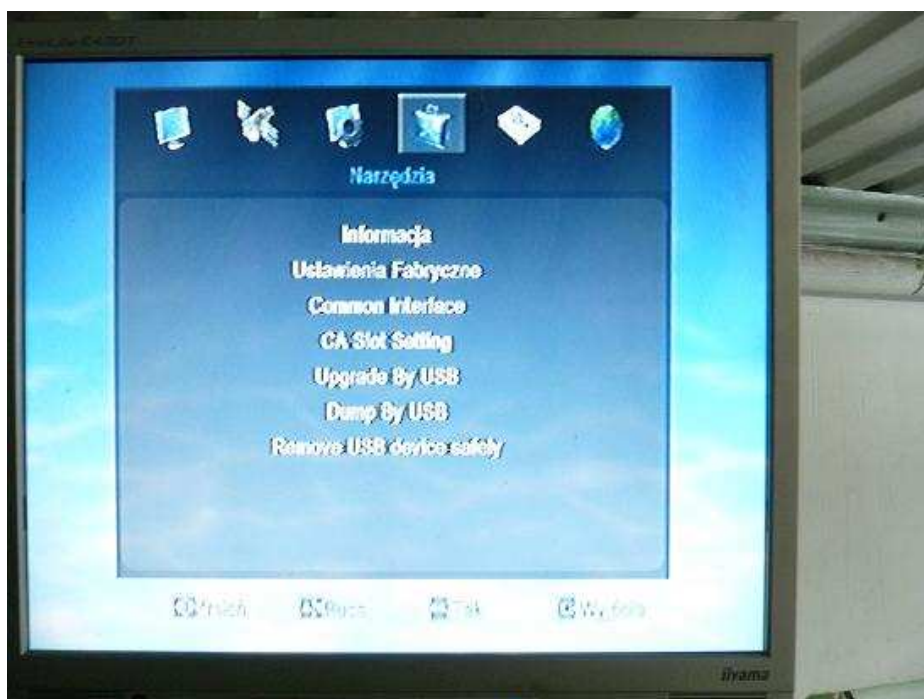 Narzędzia
Informacja
Ustawienia Fabryczne
Common Interface
CA Slot Setting
Upgrade By USB
Dump By USB
Remove USB device safely
Tak
iiyama